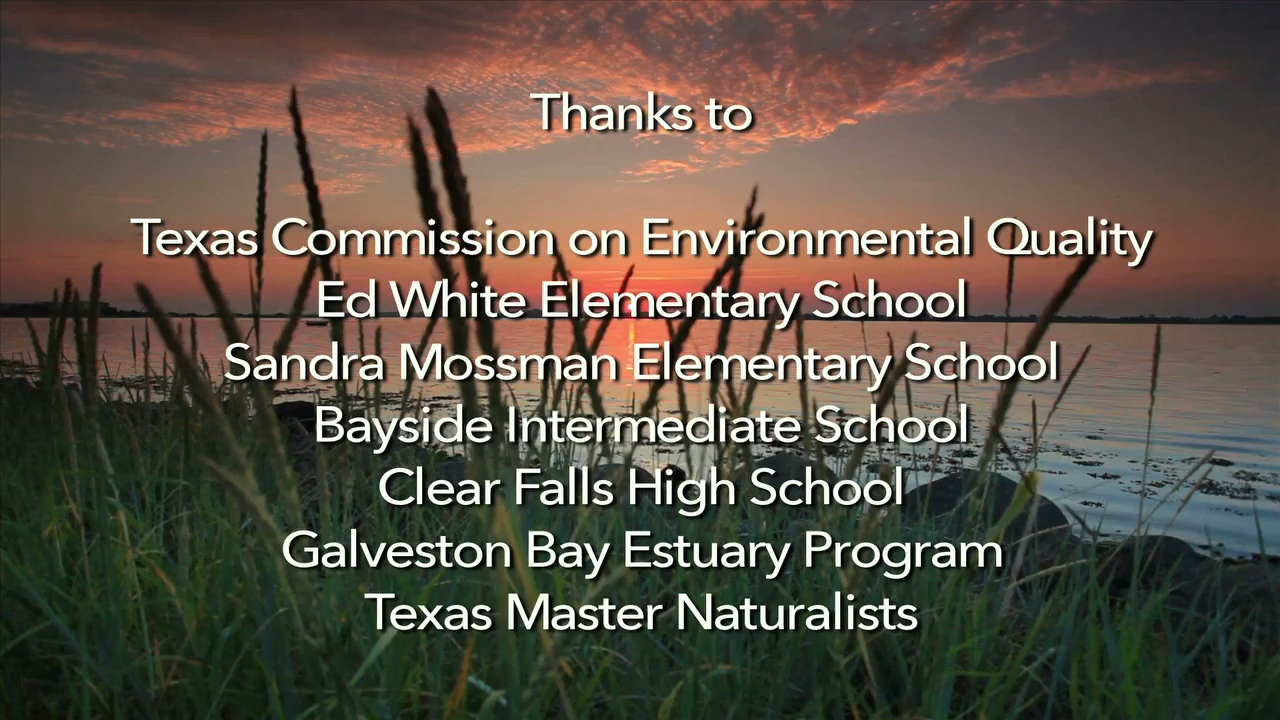 Thanks to
Texas Commission on Environmental Quality
Ed White Elementary School
Sandra Mossman Elementary School
Bayside Intermediate School
Clear Falls High School
Galveston Bay Estuary Program
Texas Master Naturalists